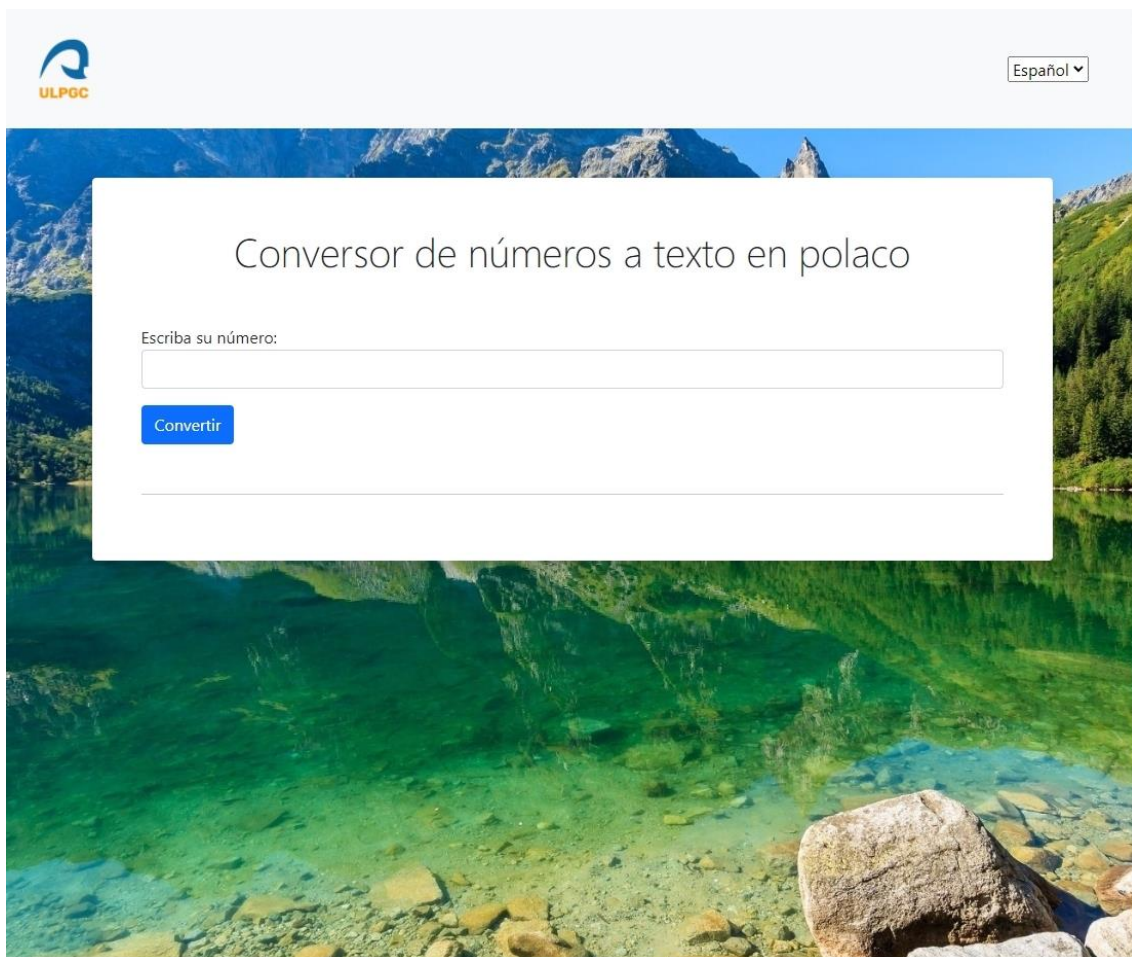 ULPGC
Español
Conversor de números a texto en polaco
Escriba su número:
Convertir